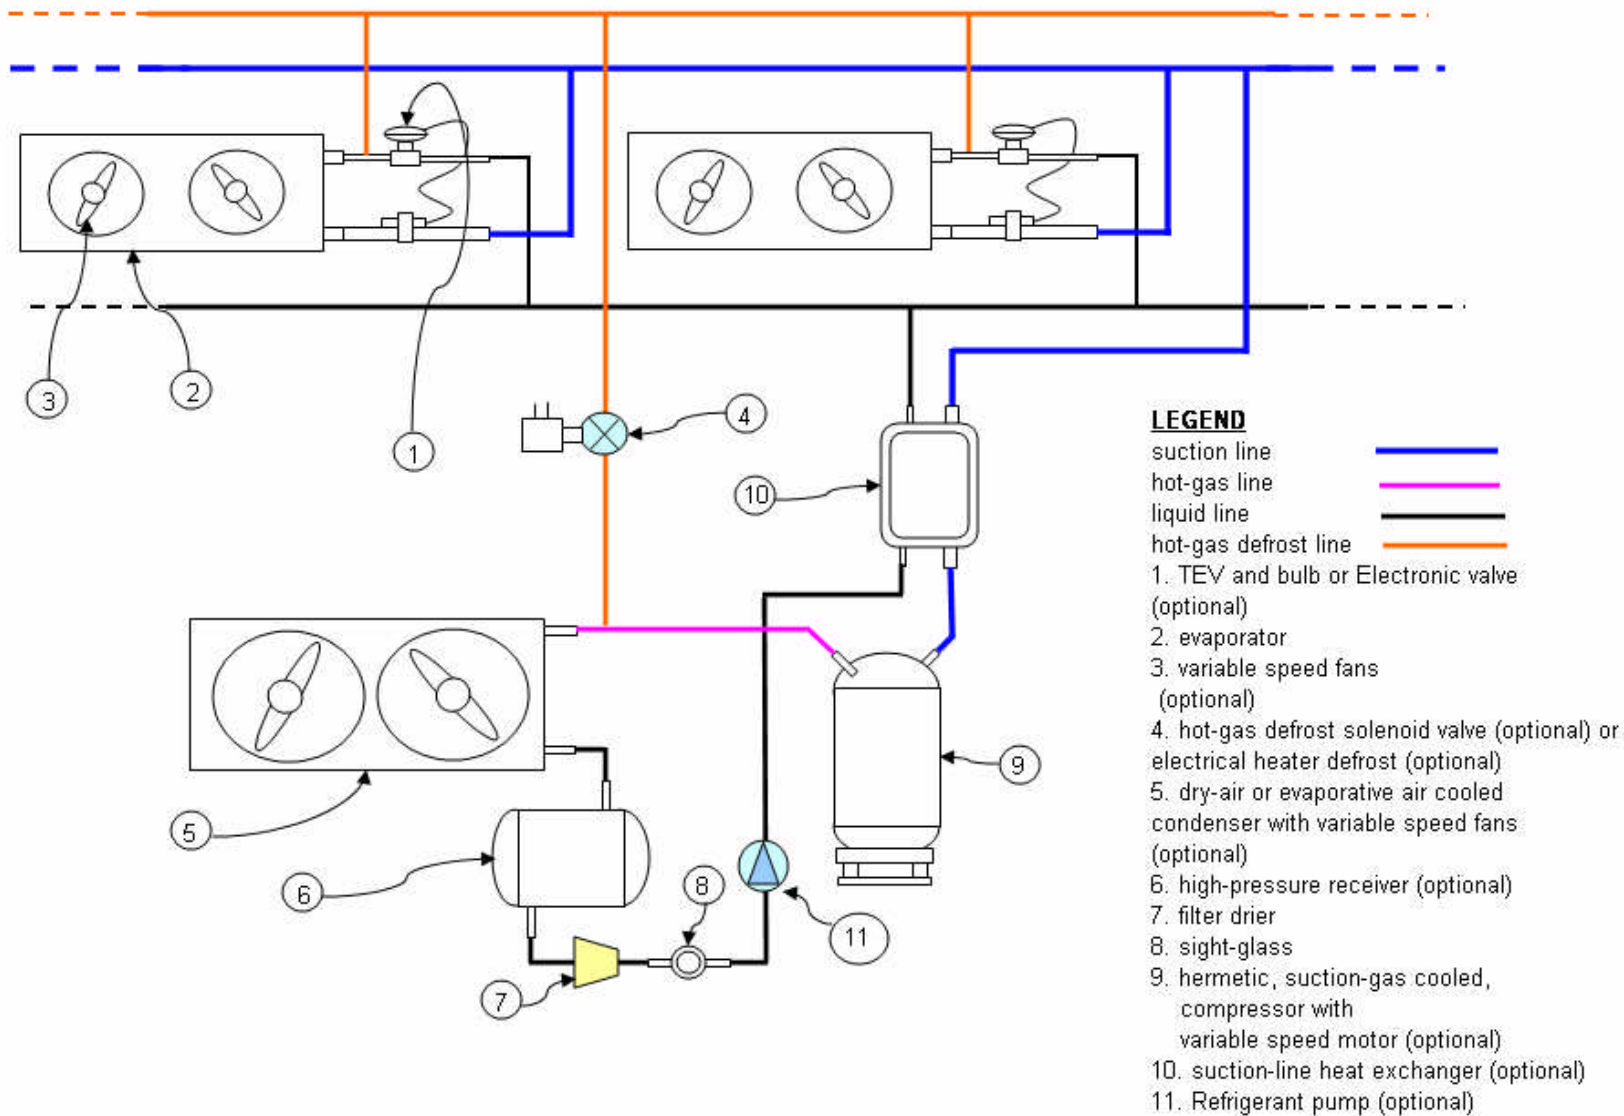 3
2
1
4
10
5
6
7
8
11
9
LEGEND
suction line
hot-gas line
liquid line
hot-gas defrost line
1. TEV and bulb or Electronic valve
(optional)
2. evaporator
3. variable speed fans
(optional)
4. hot-gas defrost solenoid valve (optional) or
electrical heater defrost (optional)
5. dry-air or evaporative air cooled
condenser with variable speed fans
(optional)
6. high-pressure receiver (optional)
7. filter drier
8. sight-glass
9. hermetic, suction-gas cooled,
compressor with
variable speed motor (optional)
10. suction-line heat exchanger (optional)
11. Refrigerant pump (optional)